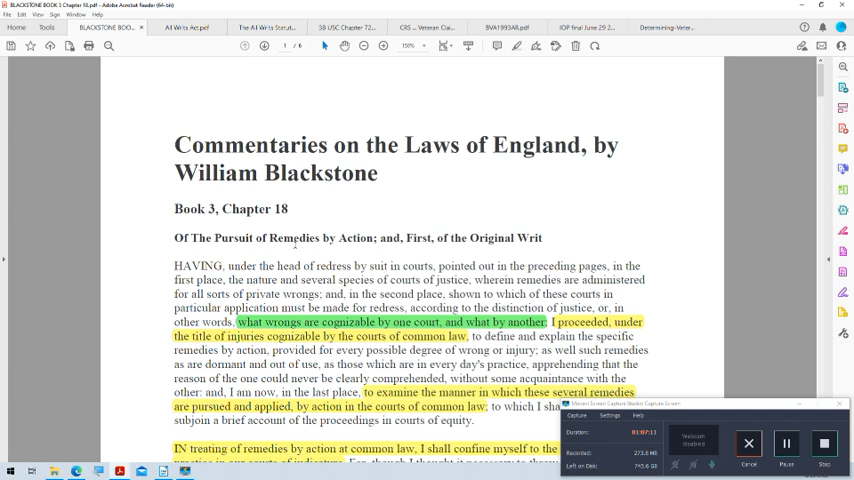 BLACKSTONE BOOK 3 Chapter 18.pdf - Adobe Acrobat Reader (64-bit)
File Edit View Sign Window Help
Home Tools BLACKSTONE BOO... × All Writs Act.pdf The All Writs Statut... 38 USC Chapter 72... CRS ... Veteran Clai... BVA1993AR.pdf IOP final June 29 2... Determining-Veter...
1 / 6 150%
Commentaries on the Laws of England, by
William Blackstone
Book 3, Chapter 18
Of The Pursuit of Remedies by Action; and, First, of the Original Writ
HAVING, under the head of redress by suit in courts, pointed out in the preceding pages, in the
first place, the nature and several species of courts of justice, wherein remedies are administered
for all sorts of private wrongs; and, in the second place, shown to which of these courts in
particular application must be made for redress, according to the distinction of justice, or, in
other words, what wrongs are cognizable by one court, and what by another; I proceeded, under
the title of injuries cognizable by the courts of common law, to define and explain the specific
remedies by action, provided for every possible degree of wrong or injury; as well such remedies
as are dormant and out of use, as those which are in every day's practice, apprehending that the
reason of the one could never be clearly comprehended, without some acquaintance with the
other: and, I am now, in the last place, to examine the manner in which these several remedies
are pursued and applied, by action in the courts of common law; to which I sha
subjoin a brief account of the proceedings in courts of equity.
IN treating of remedies by action at common law, I shall confine myself to the
Movavi Screen Capture Studio: Capture Screen
Capture Settings Help
Duration: 01:07:11
Webcam
disabled
Recorded: 273.8 MB
Left on Disk: 745.6 GB
Cancel Pause Stop